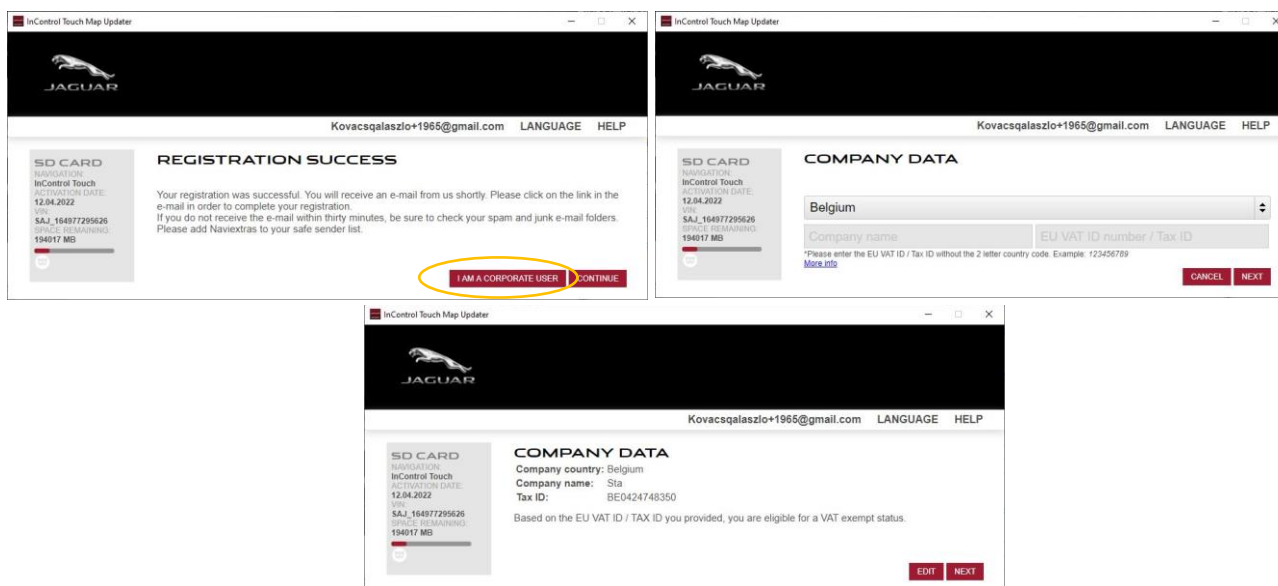 InControl Touch Map Updater
JAGUAR
Kovacsqalaszlo+1965@gmail.com LANGUAGE HELP
SD CARD
NAVIGATION:
InControl Touch
ACTIVATION DATE:
12.04.2022
VIN:
SAJ_164977295626
SPACE REMAINING:
194017 MB
REGISTRATION SUCCESS
Your registration was successful. You will receive an e-mail from us shortly. Please click on the link in the
e-mail in order to complete your registration.
If you do not receive the e-mail within thirty minutes, be sure to check your spam and junk e-mail folders.
Please add Naviextras to your safe sender list.
I AM A CORPORATE USER CONTINUE
InControl Touch Map Updater
JAGUAR
Kovacsqalaszlo+1965@gmail.com LANGUAGE HELP
SD CARD
NAVIGATION:
InControl Touch
ACTIVATION DATE:
12.04.2022
VIN:
SAJ_164977295626
SPACE REMAINING:
194017 MB
COMPANY DATA
Belgium
Company name EU VAT ID number / Tax ID
*Please enter the EU VAT ID / Tax ID without the 2 letter country code. Example: 123456789
More info
CANCEL NEXT
InControl Touch Map Updater
JAGUAR
Kovacsqalaszlo+1965@gmail.com LANGUAGE HELP
SD CARD
NAVIGATION:
InControl Touch
ACTIVATION DATE:
12.04.2022
VIN:
SAJ_164977295626
SPACE REMAINING:
194017 MB
COMPANY DATA
Company country: Belgium
Company name: Sta
Tax ID: BE0424748350
Based on the EU VAT ID / TAX ID you provided, you are eligible for a VAT exempt status.
EDIT NEXT